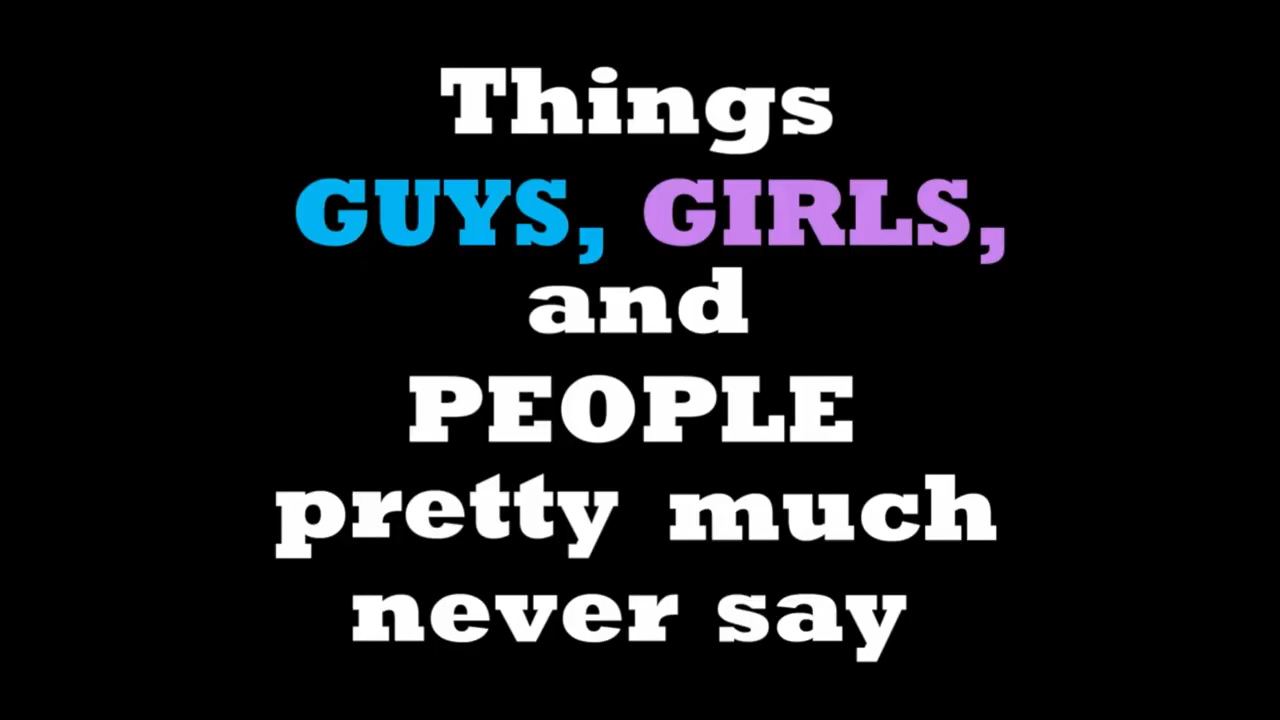 Things
GUYS, GIRLS,
and
PEOPLE
pretty much
never say